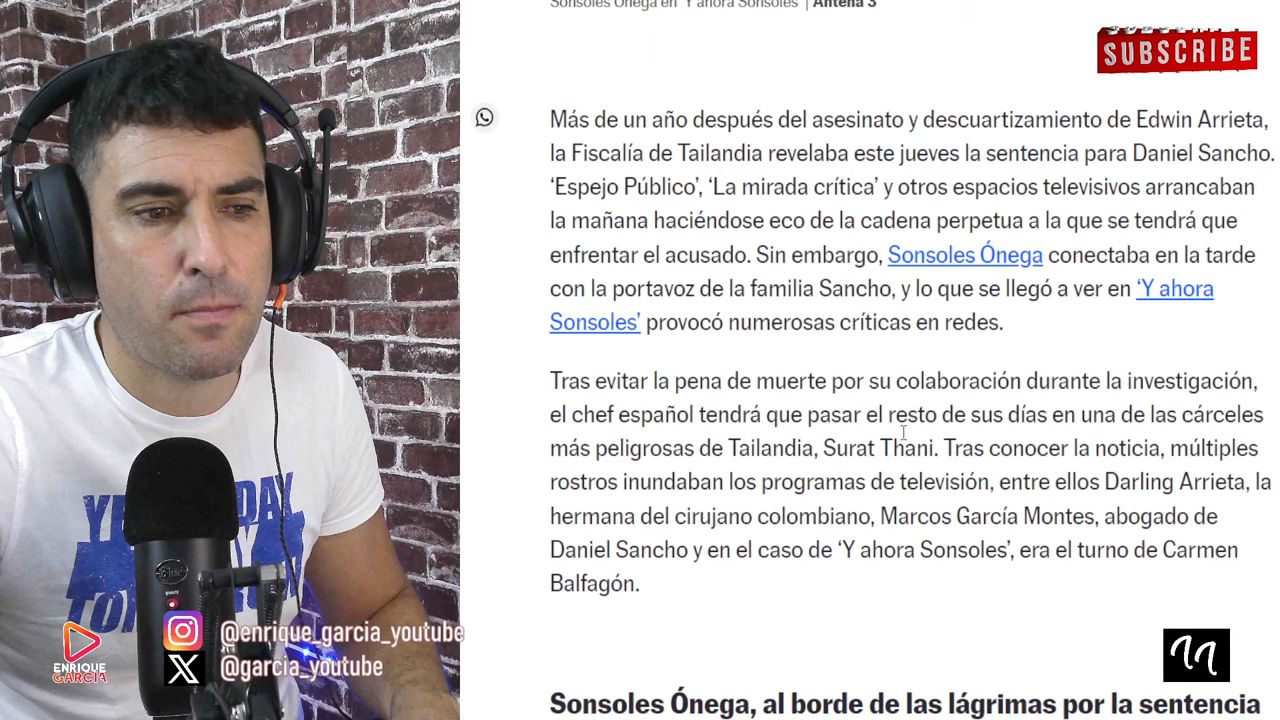 Sonsoles Ónega en 'Y ahora Sonsoles' | Antena 3
SUBSCRIBE
Más de un año después del asesinato y descuartizamiento de Edwin Arrieta,
la Fiscalía de Tailandia revelaba este jueves la sentencia para Daniel Sancho.
‘Espejo Público’, ‘La mirada crítica’ y otros espacios televisivos arrancaban
la mañana haciéndose eco de la cadena perpetua a la que se tendrá que
enfrentar el acusado. Sin embargo, Sonsoles Ónega conectaba en la tarde
con la portavoz de la familia Sancho, y lo que se llegó a ver en ‘Y ahora
Sonsoles’ provocó numerosas críticas en redes.
Tras evitar la pena de muerte por su colaboración durante la investigación,
el chef español tendrá que pasar el resto de sus días en una de las cárceles
más peligrosas de Tailandia, Surat Thani. Tras conocer la noticia, múltiples
rostros inundaban los programas de televisión, entre ellos Darling Arrieta, la
hermana del cirujano colombiano, Marcos García Montes, abogado de
Daniel Sancho y en el caso de ‘Y ahora Sonsoles’, era el turno de Carmen
Balfagón.
Sonsoles Ónega, al borde de las lágrimas por la sentencia
blue
MUTE
@enrique_garcia_youtube
@garcia_youtube
ENRIQUE
GARCIA